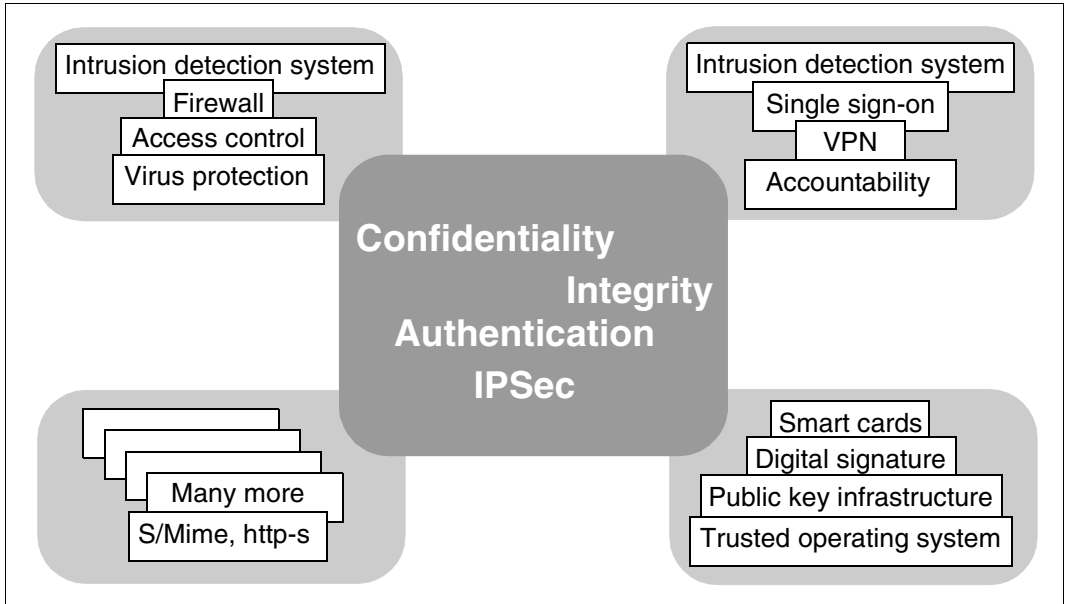 Intrusion detection system
Firewall
Access control
Virus protection
Intrusion detection system
Single sign-on
VPN
Accountability
Confidentiality
Integrity
Authentication
IPSec
Many more
S/Mime, http-s
Smart cards
Digital signature
Public key infrastructure
Trusted operating system